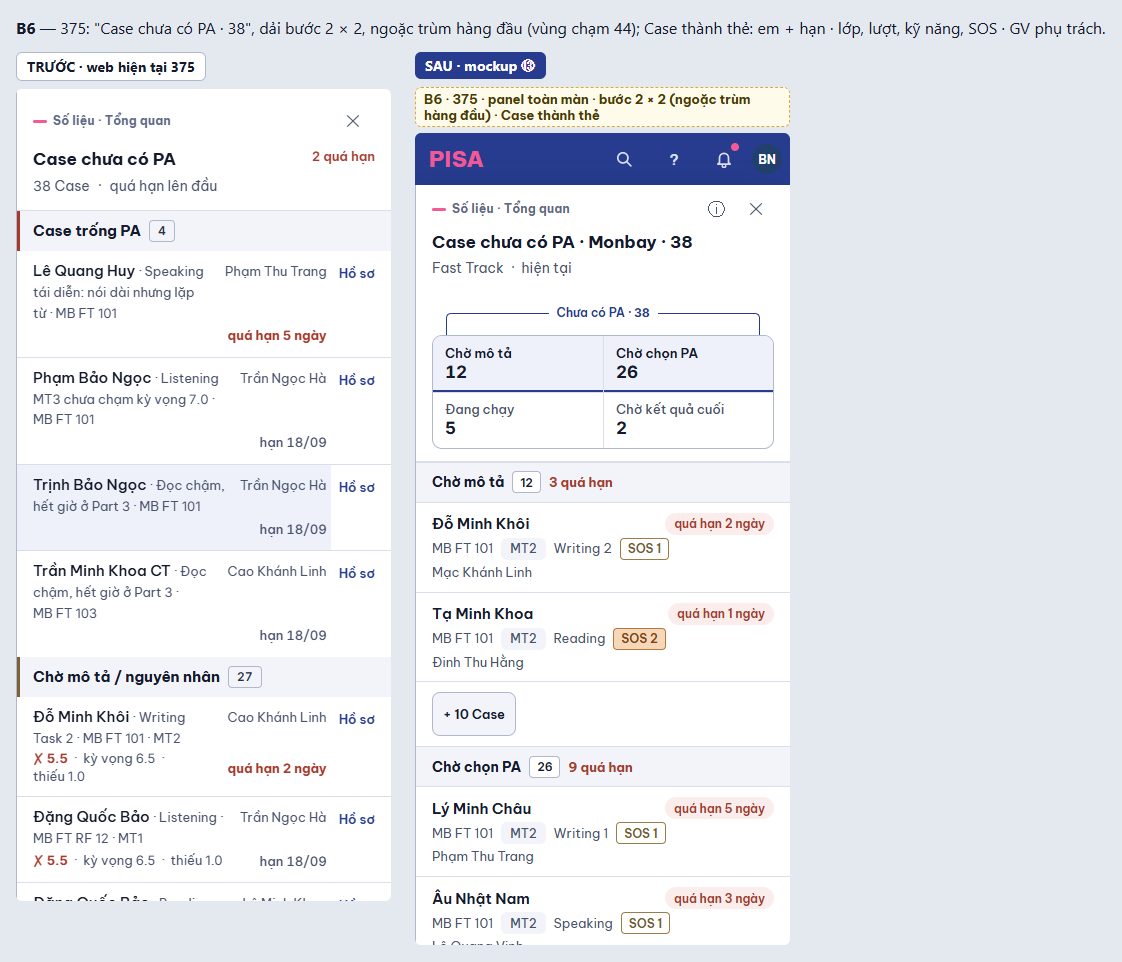 B6 — 375: "Case chưa có PA · 38", dải bước 2 × 2, ngoặc trùm hàng đầu (vùng chạm 44); Case thành thẻ: em + hạn · lớp, lượt, kỹ năng, SOS · GV phụ trách.
TRƯỚC · web hiện tại 375
Số liệu · Tổng quan
Case chưa có PA
2 quá hạn
38 Case · quá hạn lên đầu
Case trống PA 4
Lê Quang Huy · Speaking
tái diễn: nói dài nhưng lặp
từ · MB FT 101
Phạm Thu Trang
Hồ sơ
quá hạn 5 ngày
Phạm Bảo Ngọc · Listening
MT3 chưa chạm kỳ vọng 7.0 ·
MB FT 101
Trần Ngọc Hà
Hồ sơ
hạn 18/09
Trịnh Bảo Ngọc · Đọc chậm,
hết giờ ở Part 3 · MB FT 101
Trần Ngọc Hà
Hồ sơ
hạn 18/09
Trần Minh Khoa CT · Đọc
chậm, hết giờ ở Part 3 ·
MB FT 103
Cao Khánh Linh
Hồ sơ
hạn 18/09
Chờ mô tả / nguyên nhân 27
Đỗ Minh Khôi · Writing
Task 2 · MB FT 101 · MT2
✗ 5.5 · kỳ vọng 6.5 ·
thiếu 1.0
Cao Khánh Linh
Hồ sơ
quá hạn 2 ngày
Đặng Quốc Bảo · Listening ·
MB FT RF 12 · MT1
✗ 5.5 · kỳ vọng 6.5 · thiếu 1.0
Trần Ngọc Hà
Hồ sơ
hạn 18/09
SAU · mockup
B6 · 375 · panel toàn màn · bước 2 × 2 (ngoặc trùm
hàng đầu) · Case thành thẻ
PISA
?
BN
Số liệu · Tổng quan
Case chưa có PA · Monbay · 38
Fast Track · hiện tại
Chưa có PA · 38
Chờ mô tả
12
Chờ chọn PA
26
Đang chạy
5
Chờ kết quả cuối
2
Chờ mô tả 12 3 quá hạn
Đỗ Minh Khôi
quá hạn 2 ngày
MB FT 101 MT2 Writing 2 SOS 1
Mạc Khánh Linh
Tạ Minh Khoa
quá hạn 1 ngày
MB FT 101 MT2 Reading SOS 2
Đinh Thu Hằng
+ 10 Case
Chờ chọn PA 26 9 quá hạn
Lý Minh Châu
quá hạn 5 ngày
MB FT 101 MT2 Writing 1 SOS 1
Phạm Thu Trang
Âu Nhật Nam
quá hạn 3 ngày
MB FT 101 MT2 Speaking SOS 1